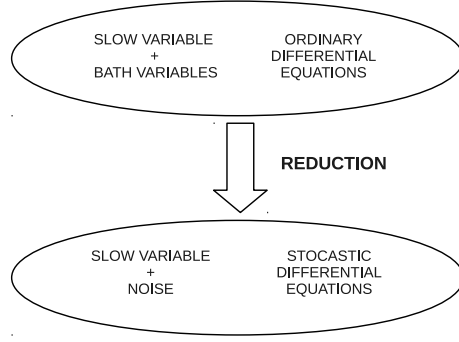 SLOW VARIABLE
+
BATH VARIABLES
ORDINARY
DIFFERENTIAL
EQUATIONS
REDUCTION
SLOW VARIABLE
+
NOISE
STOCASTIC
DIFFERENTIAL
EQUATIONS